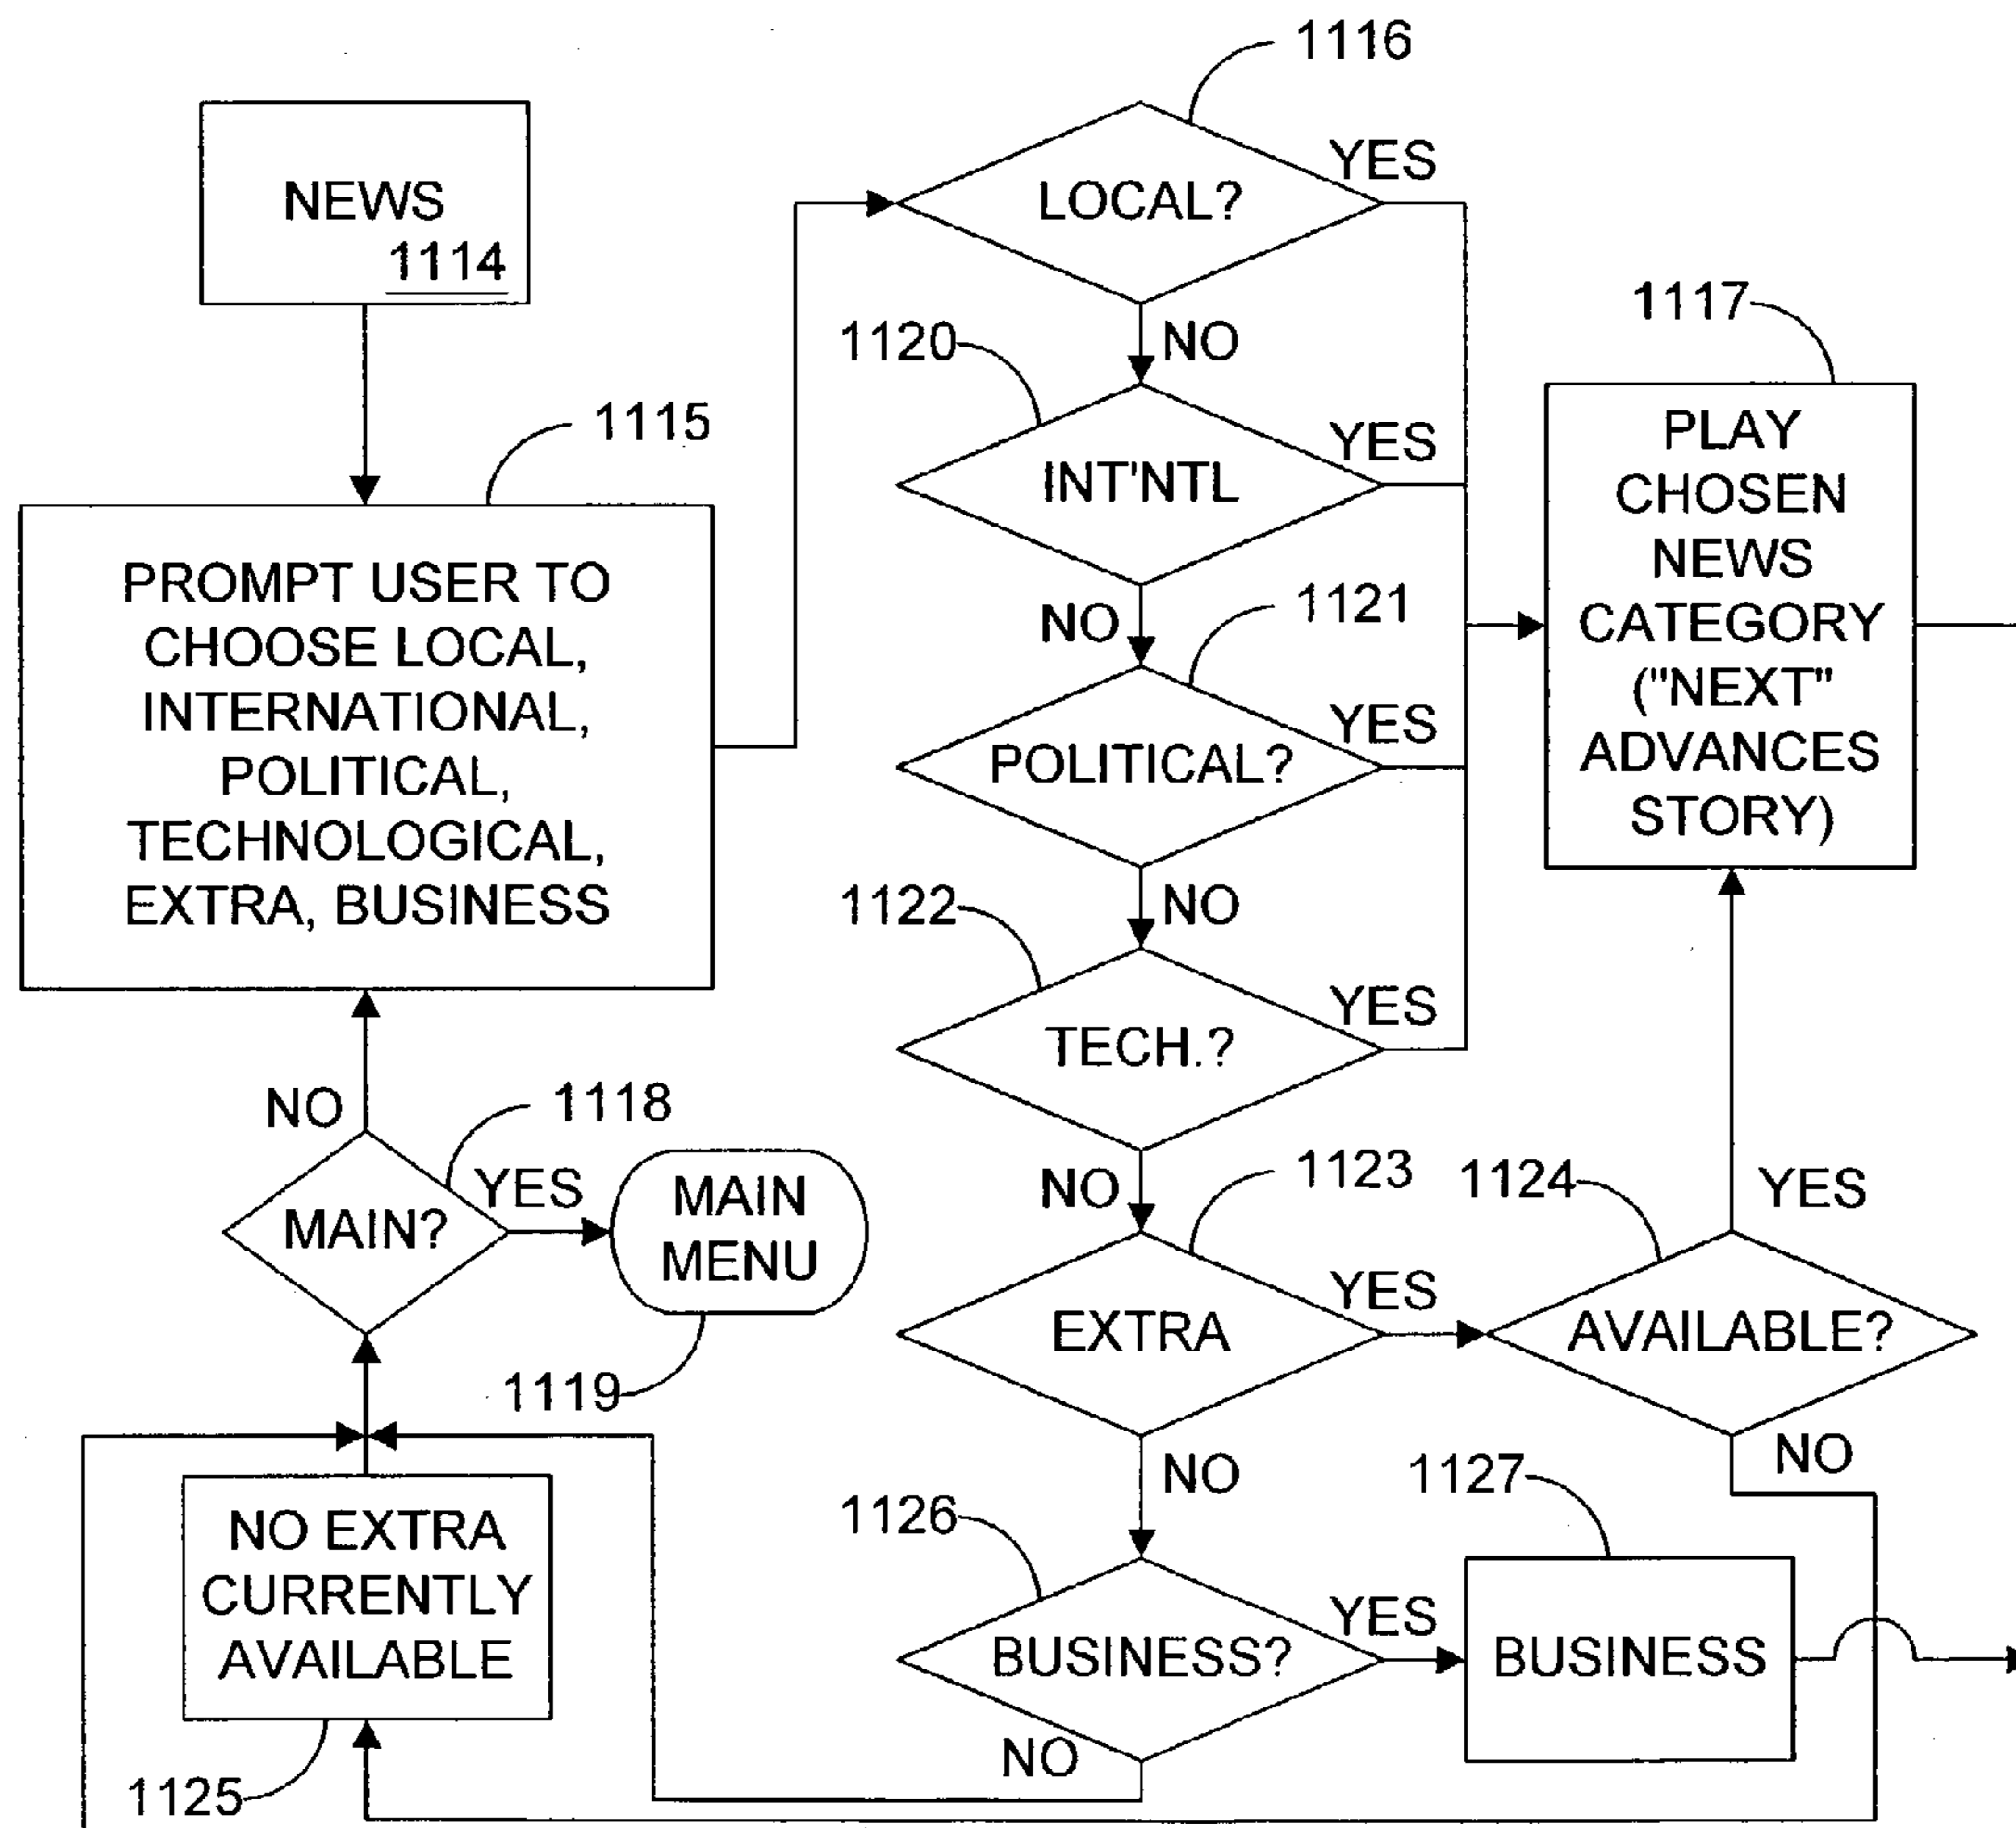 1116
NEWS
1114
LOCAL?
YES
NO
1120
INT'NTL
YES
NO
1117
PLAY
CHOSEN
NEWS
CATEGORY
("NEXT"
ADVANCES
STORY)
1115
PROMPT USER TO
CHOOSE LOCAL,
INTERNATIONAL,
POLITICAL,
TECHNOLOGICAL,
EXTRA, BUSINESS
1121
POLITICAL?
YES
NO
1122
TECH.?
YES
NO
NO
1118
MAIN?
YES
MAIN
MENU
1119
1123
EXTRA
YES
NO
1124
AVAILABLE?
YES
NO
NO EXTRA
CURRENTLY
AVAILABLE
1125
1126
BUSINESS?
YES
NO
1127
BUSINESS